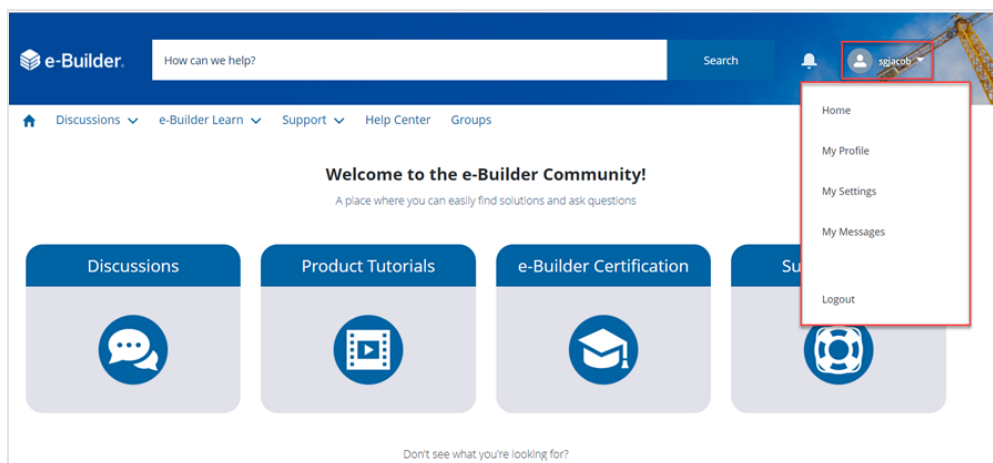 e-Builder.
How can we help?
Search
sgjacob
Home
My Profile
My Settings
My Messages
Logout
Discussions
e-Builder Learn
Support
Help Center
Groups
Welcome to the e-Builder Community!
A place where you can easily find solutions and ask questions
Discussions
Product Tutorials
e-Builder Certification
Su
Don't see what you're looking for?